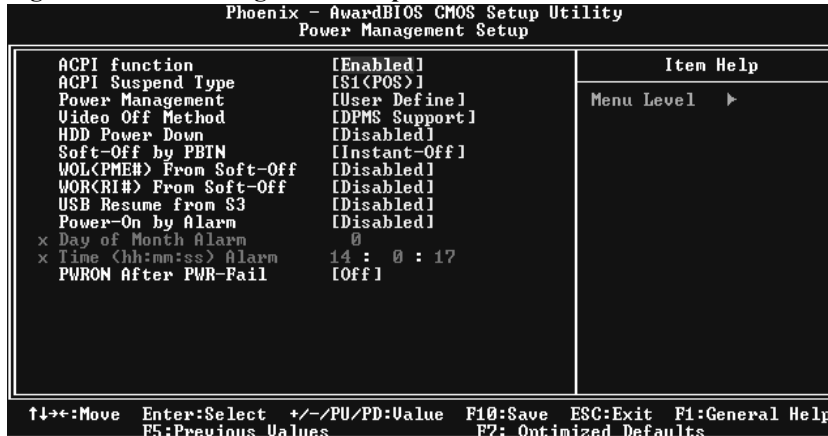 Phoenix - AwardBIOS CMOS Setup Utility
Power Management Setup
ACPI function [Enabled]
ACPI Suspend Type [S1(POS)]
Power Management [User Define]
Video Off Method [DPMS Support]
HDD Power Down [Disabled]
Soft-Off by PBTN [Instant-Off]
WOL(PME#) From Soft-Off [Disabled]
WOR(RI#) From Soft-Off [Disabled]
USB Resume from S3 [Disabled]
Power-On by Alarm [Disabled]
x Day of Month Alarm 0
x Time (hh:mm:ss) Alarm 14 : 0 : 17
PWRON After PWR-Fail [Off]
Item Help
Menu Level ►
↑↓→←:Move Enter:Select +/-/PU/PD:Value F10:Save ESC:Exit F1:General Help
F5:Previous Values F7: Optimized Defaults